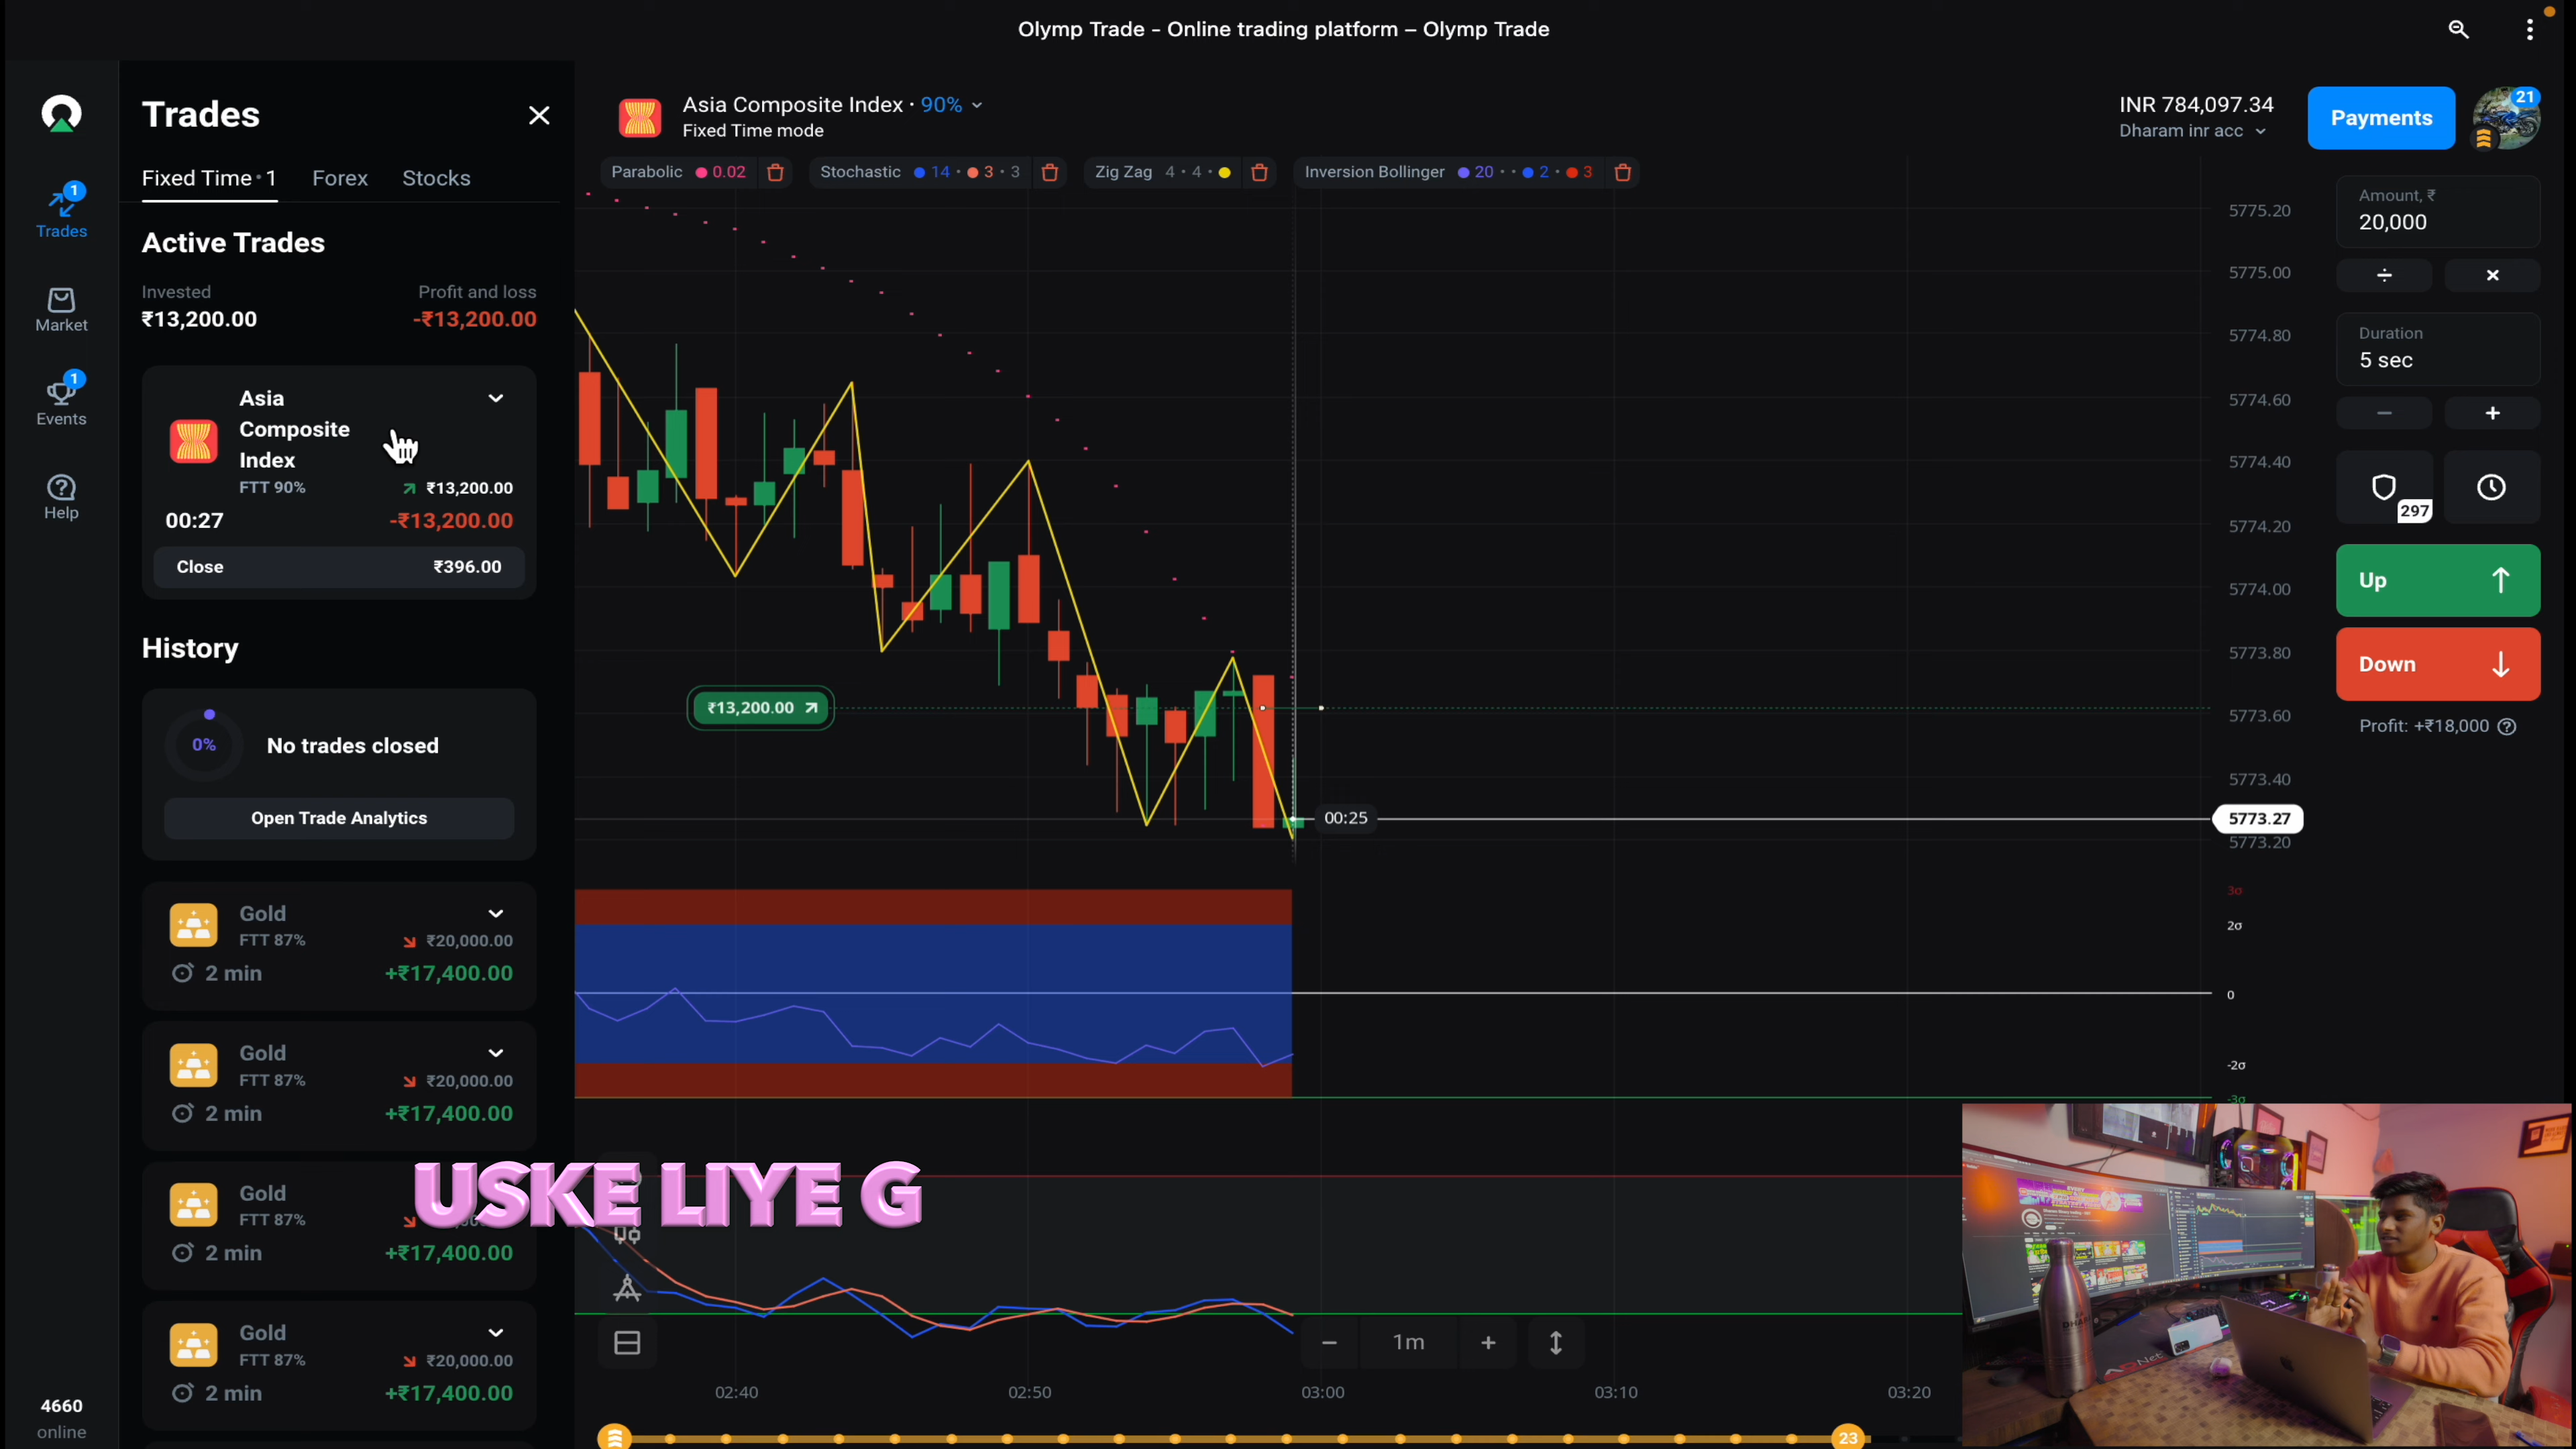 Olymp Trade - Online trading platform – Olymp Trade
Trades
Fixed Time · 1
Forex
Stocks
Active Trades
Invested
Profit and loss
₹13,200.00
-₹13,200.00
Asia
Composite
Index
FTT 90%
₹13,200.00
00:27
-₹13,200.00
Close
₹396.00
History
0%
No trades closed
Open Trade Analytics
Gold
FTT 87%
₹20,000.00
2 min
+₹17,400.00
Gold
FTT 87%
₹20,000.00
2 min
+₹17,400.00
Gold
FTT 87%
2 min
+₹17,400.00
Gold
FTT 87%
₹20,000.00
2 min
+₹17,400.00
1
Trades
Market
1
Events
Help
4660
online
Asia Composite Index · 90%
Fixed Time mode
Parabolic 0.02
Stochastic 14 · 3 · 3
Zig Zag 4 · 4 ·
Inversion Bollinger 20 · · 2 · 3
INR 784,097.34
Dharam inr acc
Payments
21
5775.20
5775.00
5774.80
5774.60
5774.40
5774.20
5774.00
5773.80
5773.60
5773.40
5773.27
5773.20
₹13,200.00
00:25
3σ
2σ
0
-2σ
-3σ
USKE LIYE G
1m
02:40
02:50
03:00
03:10
03:20
23
Amount, ₹
20,000
÷
×
Duration
5 sec
−
+
297
Up
Down
Profit: +₹18,000